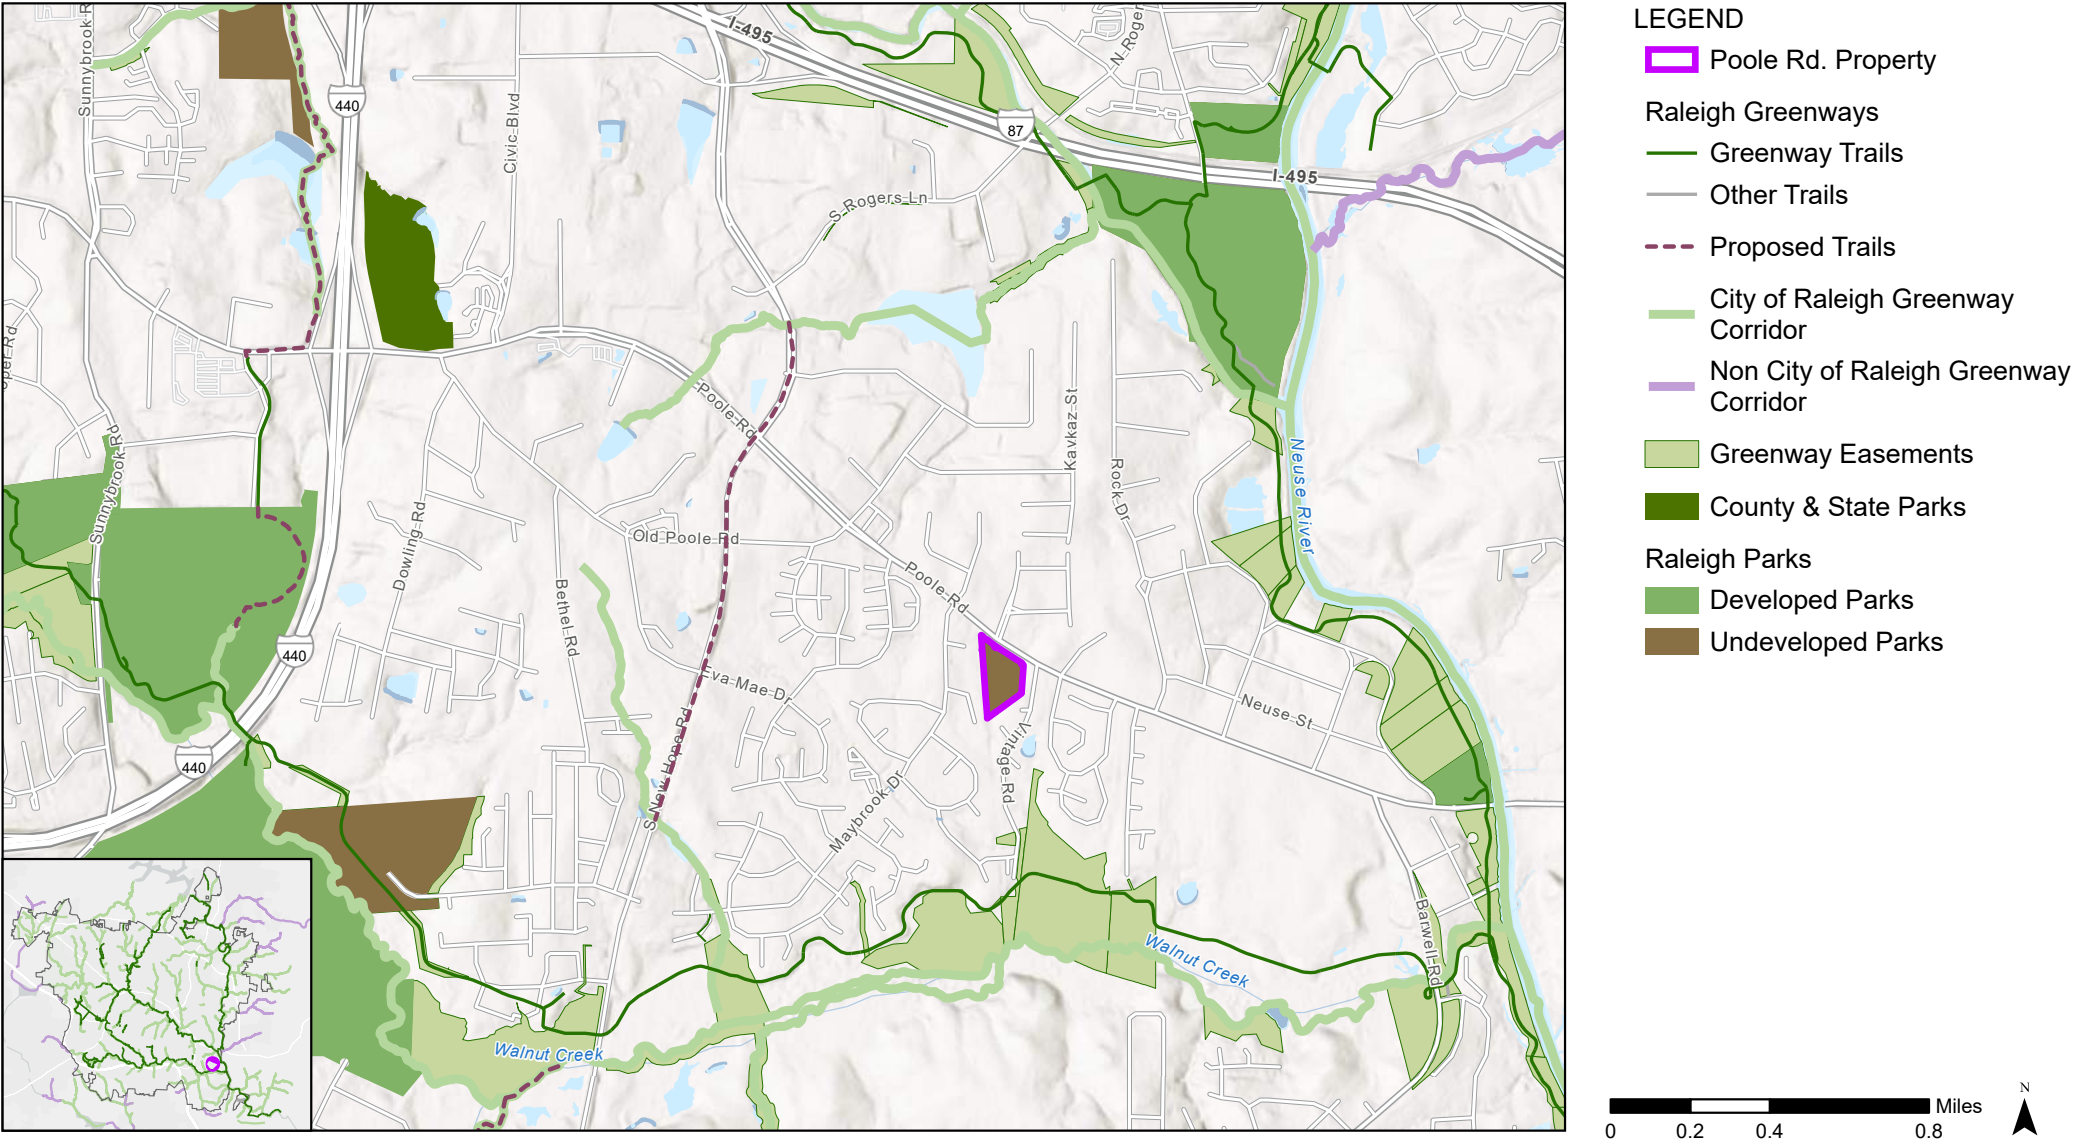 LEGEND
Poole Rd. Property
Raleigh Greenways
Greenway Trails
Other Trails
Proposed Trails
City of Raleigh Greenway
Corridor
Non City of Raleigh Greenway
Corridor
Greenway Easements
County & State Parks
Raleigh Parks
Developed Parks
Undeveloped Parks
I-495
440
Civic Blvd
87
I-495
S Rogers Ln
Poole Rd
Kavkaz St
Rock Dr
Neuse River
Sunnybrook Rd
Dowling Rd
Old Poole Rd
Bethel Rd
Poole Rd
440
Eva Mae Dr
Neuse St
S New Hope Rd
Vintage Rd
440
Maybrook Dr
Barwell Rd
Walnut Creek
Walnut Creek
Miles
0
0.2
0.4
0.8
N